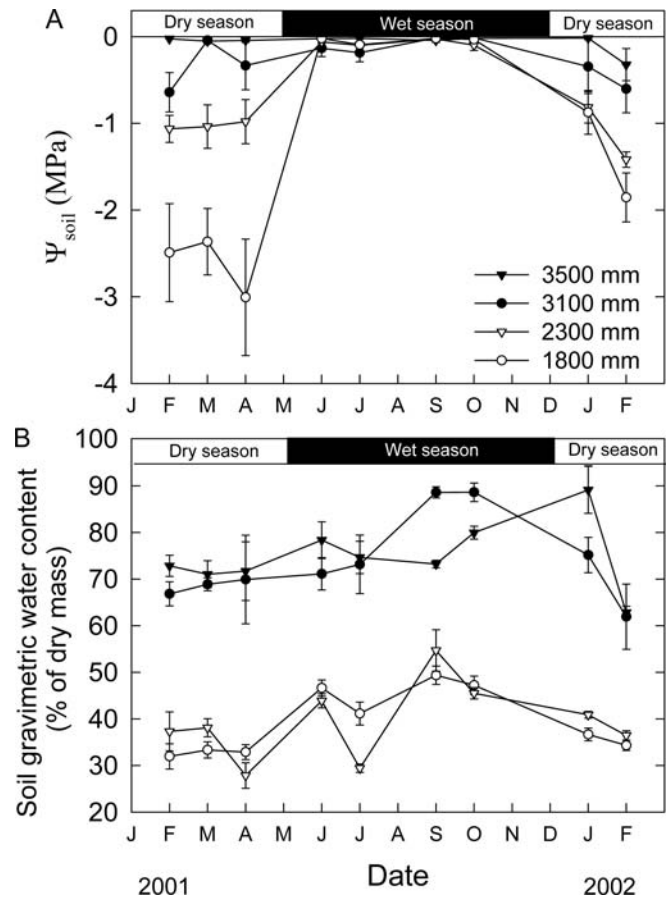 A
Dry season Wet season Dry season
0
-1
-2
-3
-4
Ψsoil (MPa)
3500 mm
3100 mm
2300 mm
1800 mm
J F M A M J J A S O N D J F
B
Dry season Wet season Dry season
100
90
80
70
60
50
40
30
20
Soil gravimetric water content
(% of dry mass)
J F M A M J J A S O N D J F
Date
2001 2002